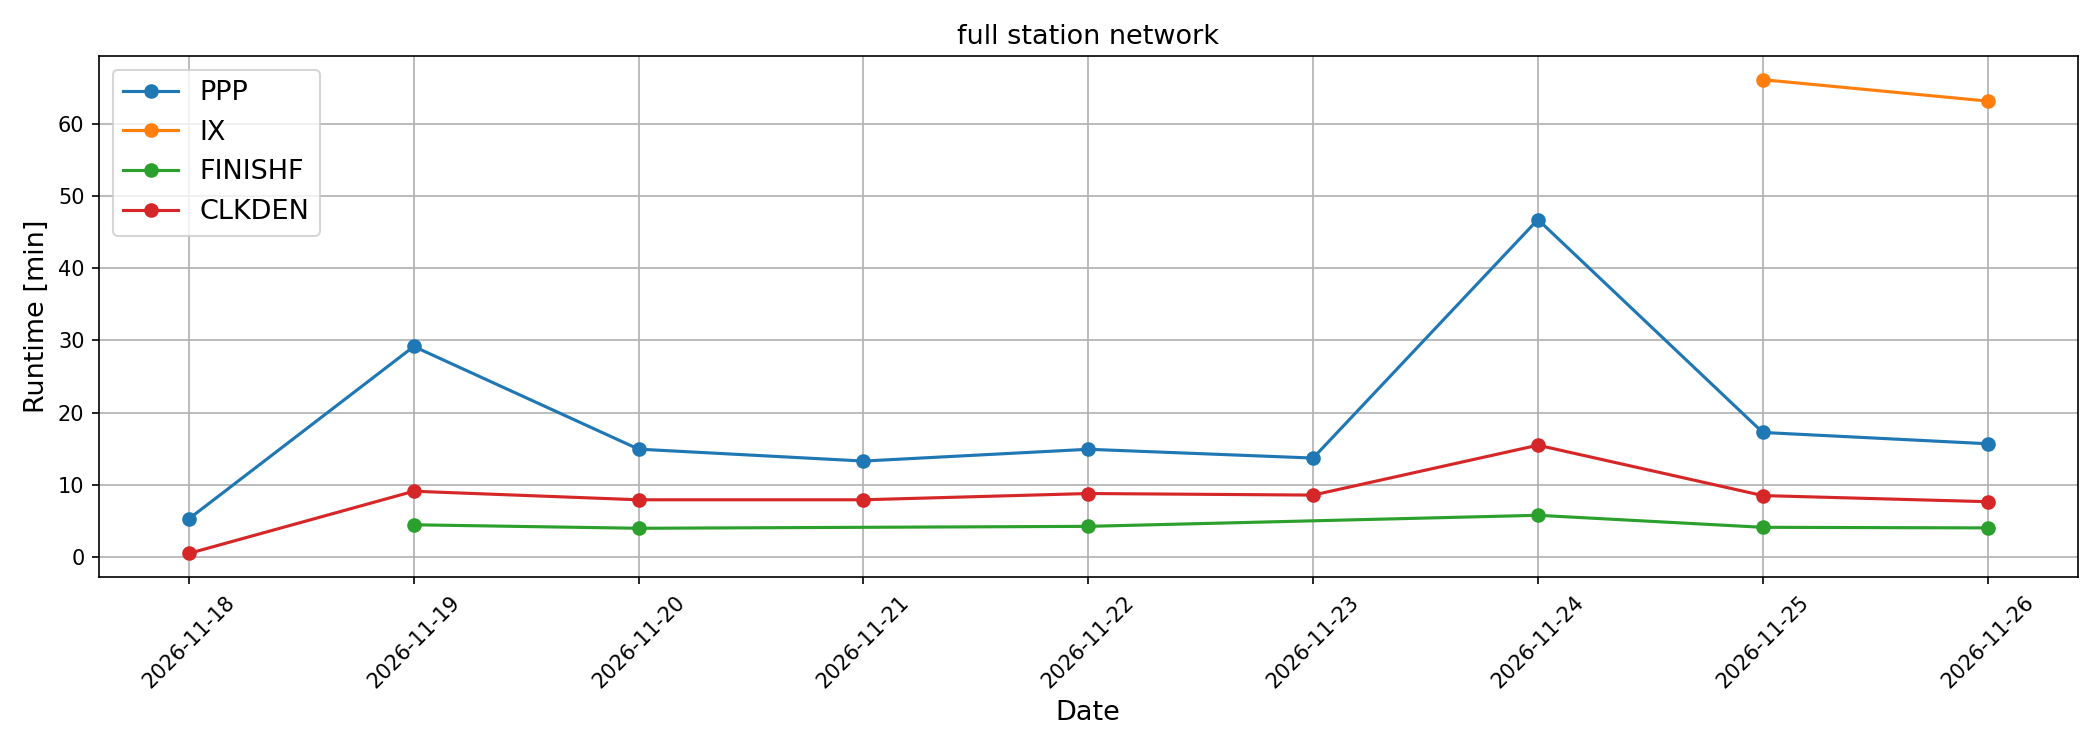 full station network
PPP
IX
FINISHF
CLKDEN
Runtime [min]
60
50
40
30
20
10
0
2026-11-18
2026-11-19
2026-11-20
2026-11-21
2026-11-22
2026-11-23
2026-11-24
2026-11-25
2026-11-26
Date